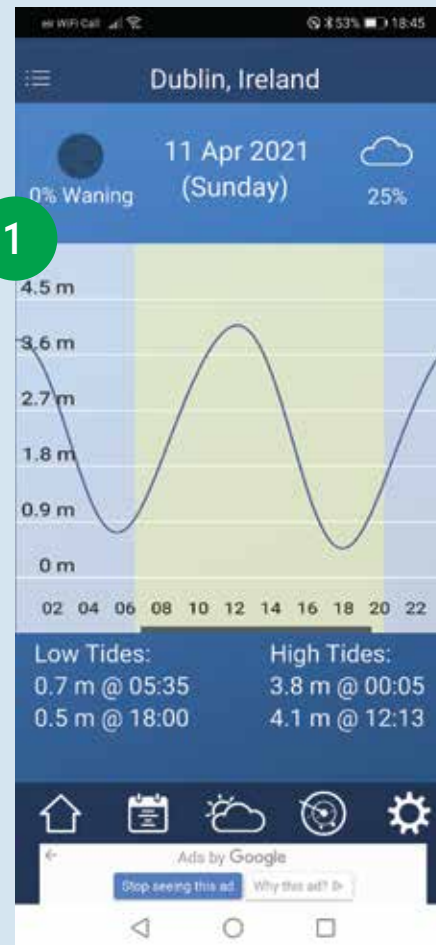 WiFi Call 53% 18:45
Dublin, Ireland
11 Apr 2021
(Sunday)
0% Waning
25%
1
4.5 m
3.6 m
2.7 m
1.8 m
0.9 m
0 m
02 04 06 08 10 12 14 16 18 20 22
Low Tides:
0.7 m @ 05:35
0.5 m @ 18:00
High Tides:
3.8 m @ 00:05
4.1 m @ 12:13
Ads by Google
Stop seeing this ad
Why this ad?